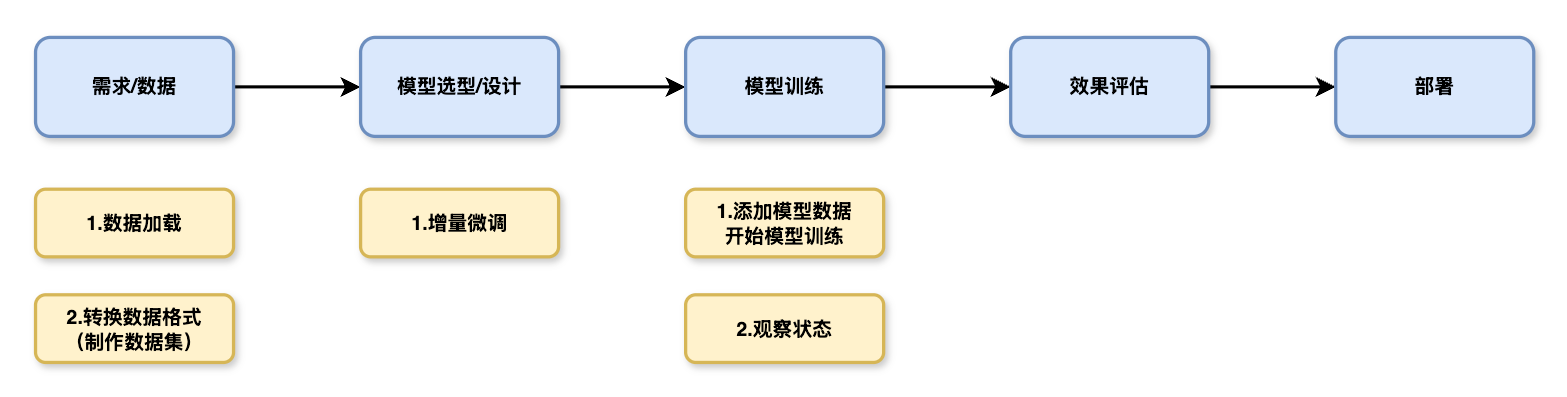 需求/数据
模型选型/设计
模型训练
效果评估
部署
1.数据加载
1.增量微调
1.添加模型数据
开始模型训练
2.转换数据格式
（制作数据集）
2.观察状态